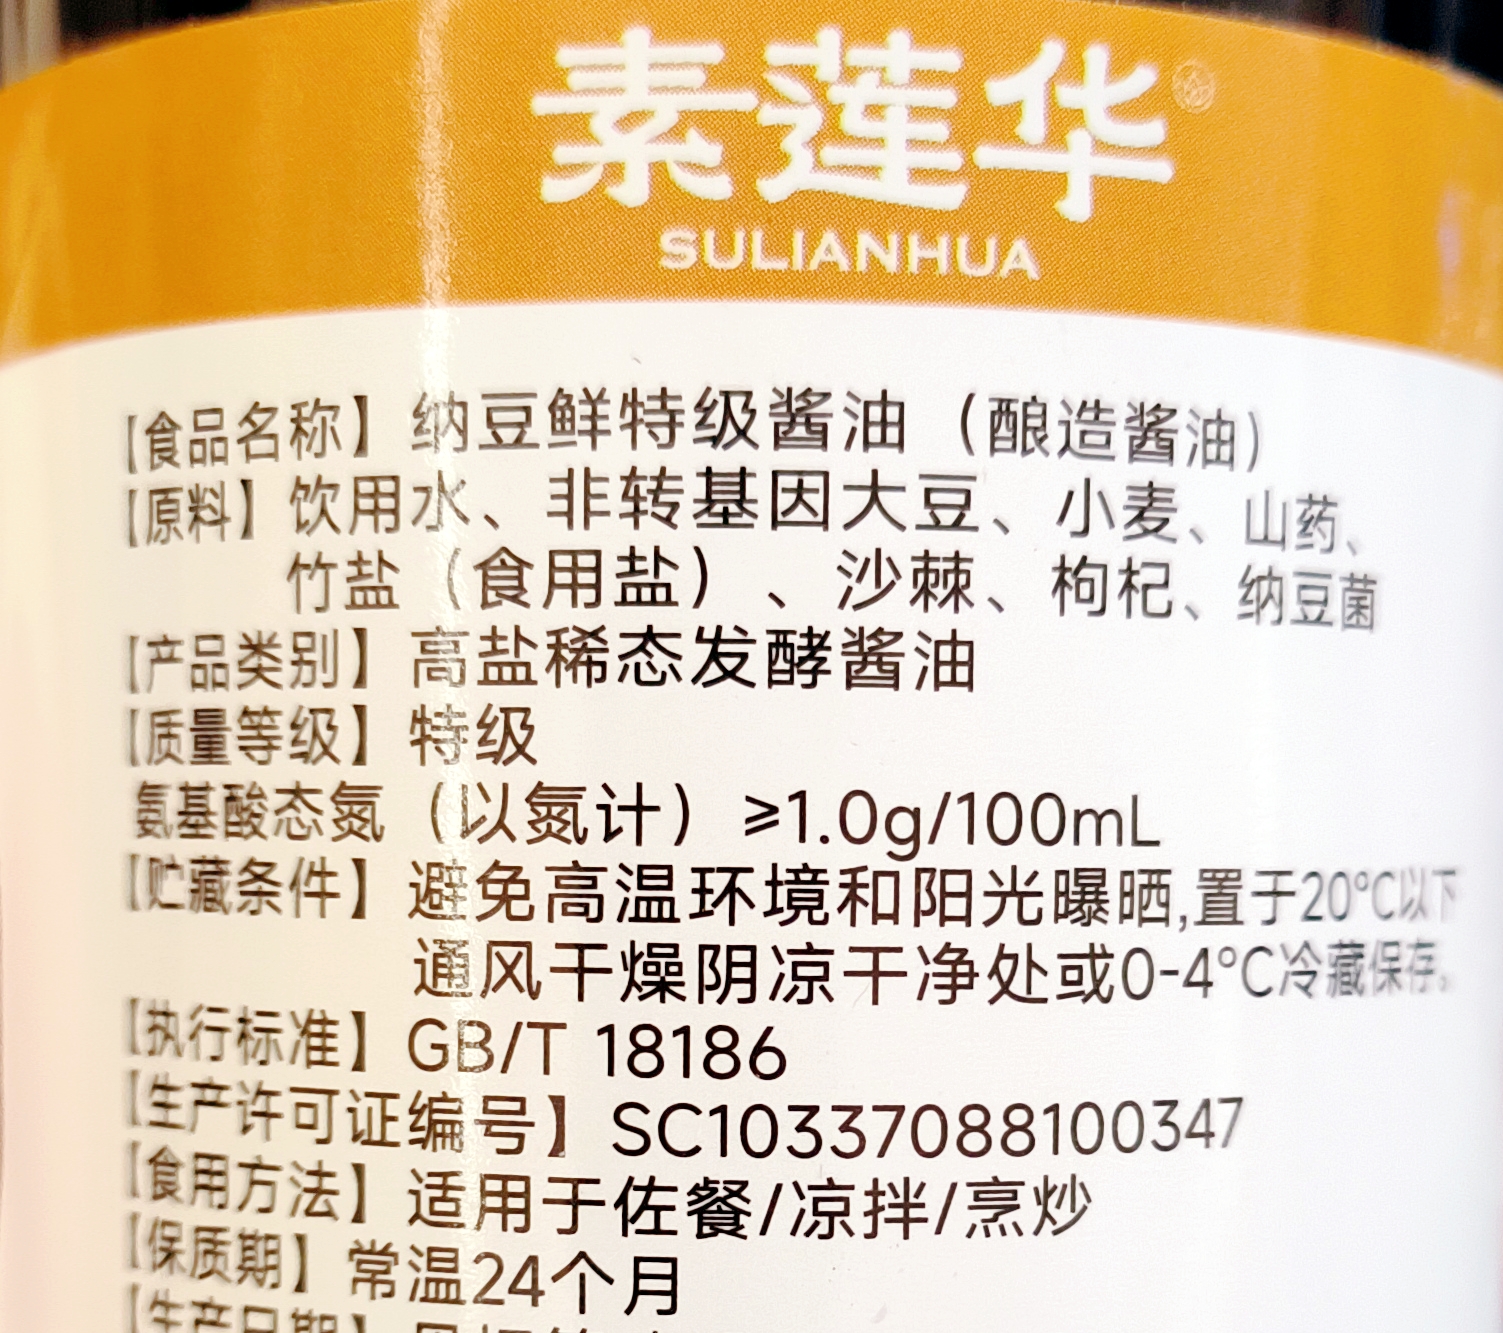 素莲华
SULIANHUA
【食品名称】纳豆鲜特级酱油（酿造酱油）
【原料】饮用水、非转基因大豆、小麦、山药、
竹盐（食用盐）、沙棘、枸杞、纳豆菌
【产品类别】高盐稀态发酵酱油
【质量等级】特级
氨基酸态氮（以氮计）≥1.0g/100mL
【贮藏条件】避免高温环境和阳光曝晒,置于20°C以下
通风干燥阴凉干净处或0-4°C冷藏保存。
【执行标准】GB/T 18186
【生产许可证编号】SC10337088100347
【食用方法】适用于佐餐/凉拌/烹炒
【保质期】常温24个月
【生产日期】